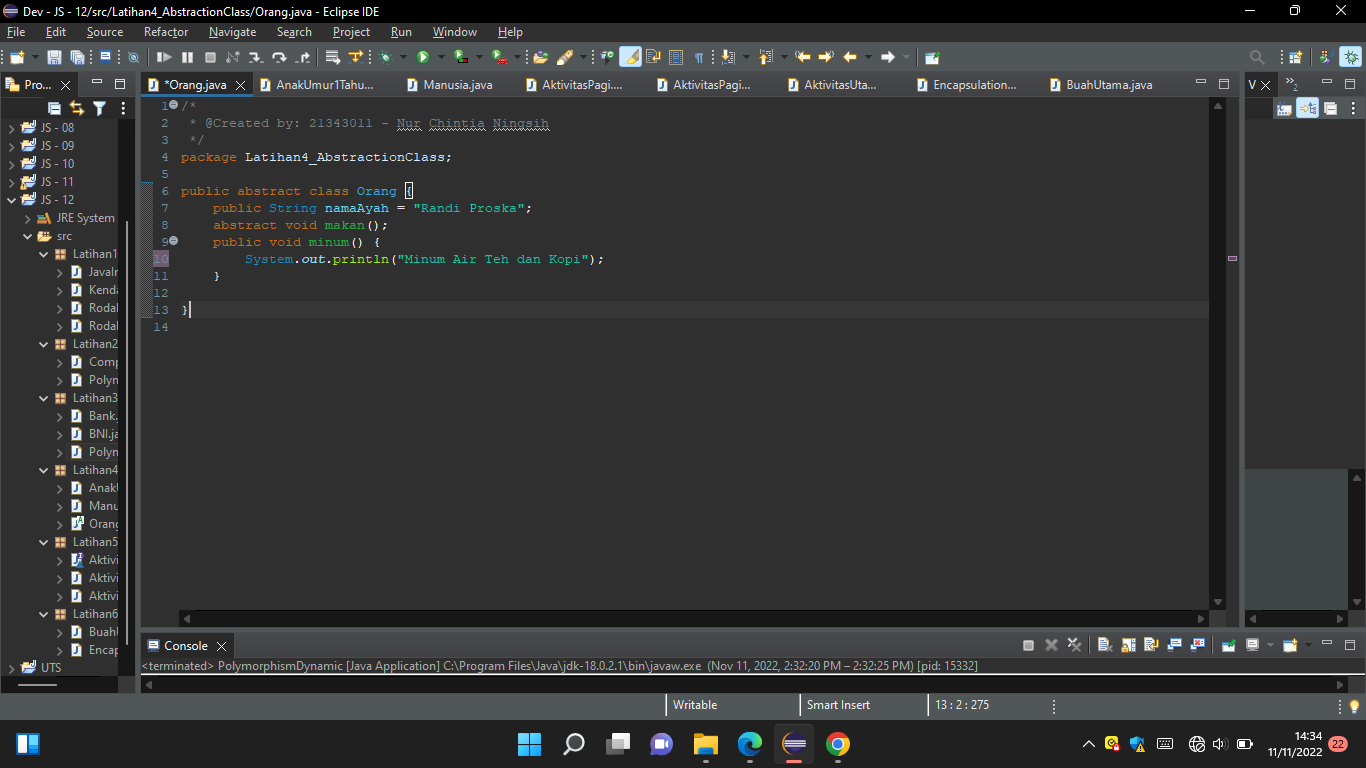 Dev - JS - 12/src/Latihan4_AbstractionClass/Orang.java - Eclipse IDE
File Edit Source Refactor Navigate Search Project Run Window Help
Pro...
*Orang.java
AnakUmur1Tahu...
Manusia.java
AktivitasPagi....
AktivitasPagi...
AktivitasUta...
Encapsulation...
BuahUtama.java
V
»2
JS - 08
JS - 09
JS - 10
JS - 11
JS - 12
JRE System
src
Latihan1
JavaIn
Kenda
Rodal
Rodal
Latihan2
Comp
Polyn
Latihan3
Bank.
BNI.ja
Polyn
Latihan4
Anak
Manu
Orang
Latihan5
Aktivi
Aktivi
Aktivi
Latihan6
Buah
Encap
UTS
1 /*
2 * @Created by: 21343011 - Nur Chintia Ningsih
3 */
4 package Latihan4_AbstractionClass;
5
6 public abstract class Orang {
7 public String namaAyah = "Randi Proska";
8 abstract void makan();
9 public void minum() {
10 System.out.println("Minum Air Teh dan Kopi");
11 }
12
13 }
14
Console
<terminated> PolymorphismDynamic [Java Application] C:\Program Files\Java\jdk-18.0.2.1\bin\javaw.exe (Nov 11, 2022, 2:32:20 PM – 2:32:25 PM) [pid: 15332]
Writable
Smart Insert
13 : 2 : 275
14:34
11/11/2022
22